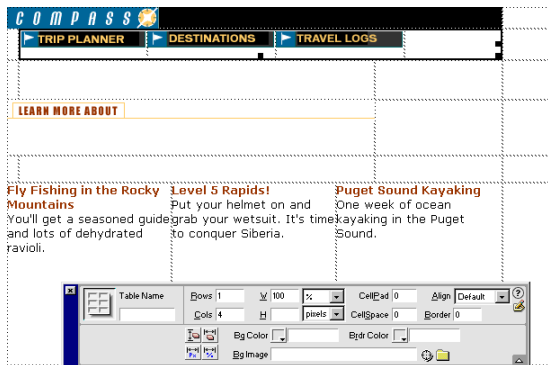 COMPASS
TRIP PLANNER DESTINATIONS TRAVEL LOGS
LEARN MORE ABOUT
Fly Fishing in the Rocky Mountains
You'll get a seasoned guide and lots of dehydrated ravioli.
Level 5 Rapids!
Put your helmet on and grab your wetsuit. It's time to conquer Siberia.
Puget Sound Kayaking
One week of ocean kayaking in the Puget Sound.
Table Name Rows 1 W 100 % CellPad 0 Align Default
Cols 4 H pixels CellSpace 0 Border 0
Bg Color Brdr Color
Bg Image